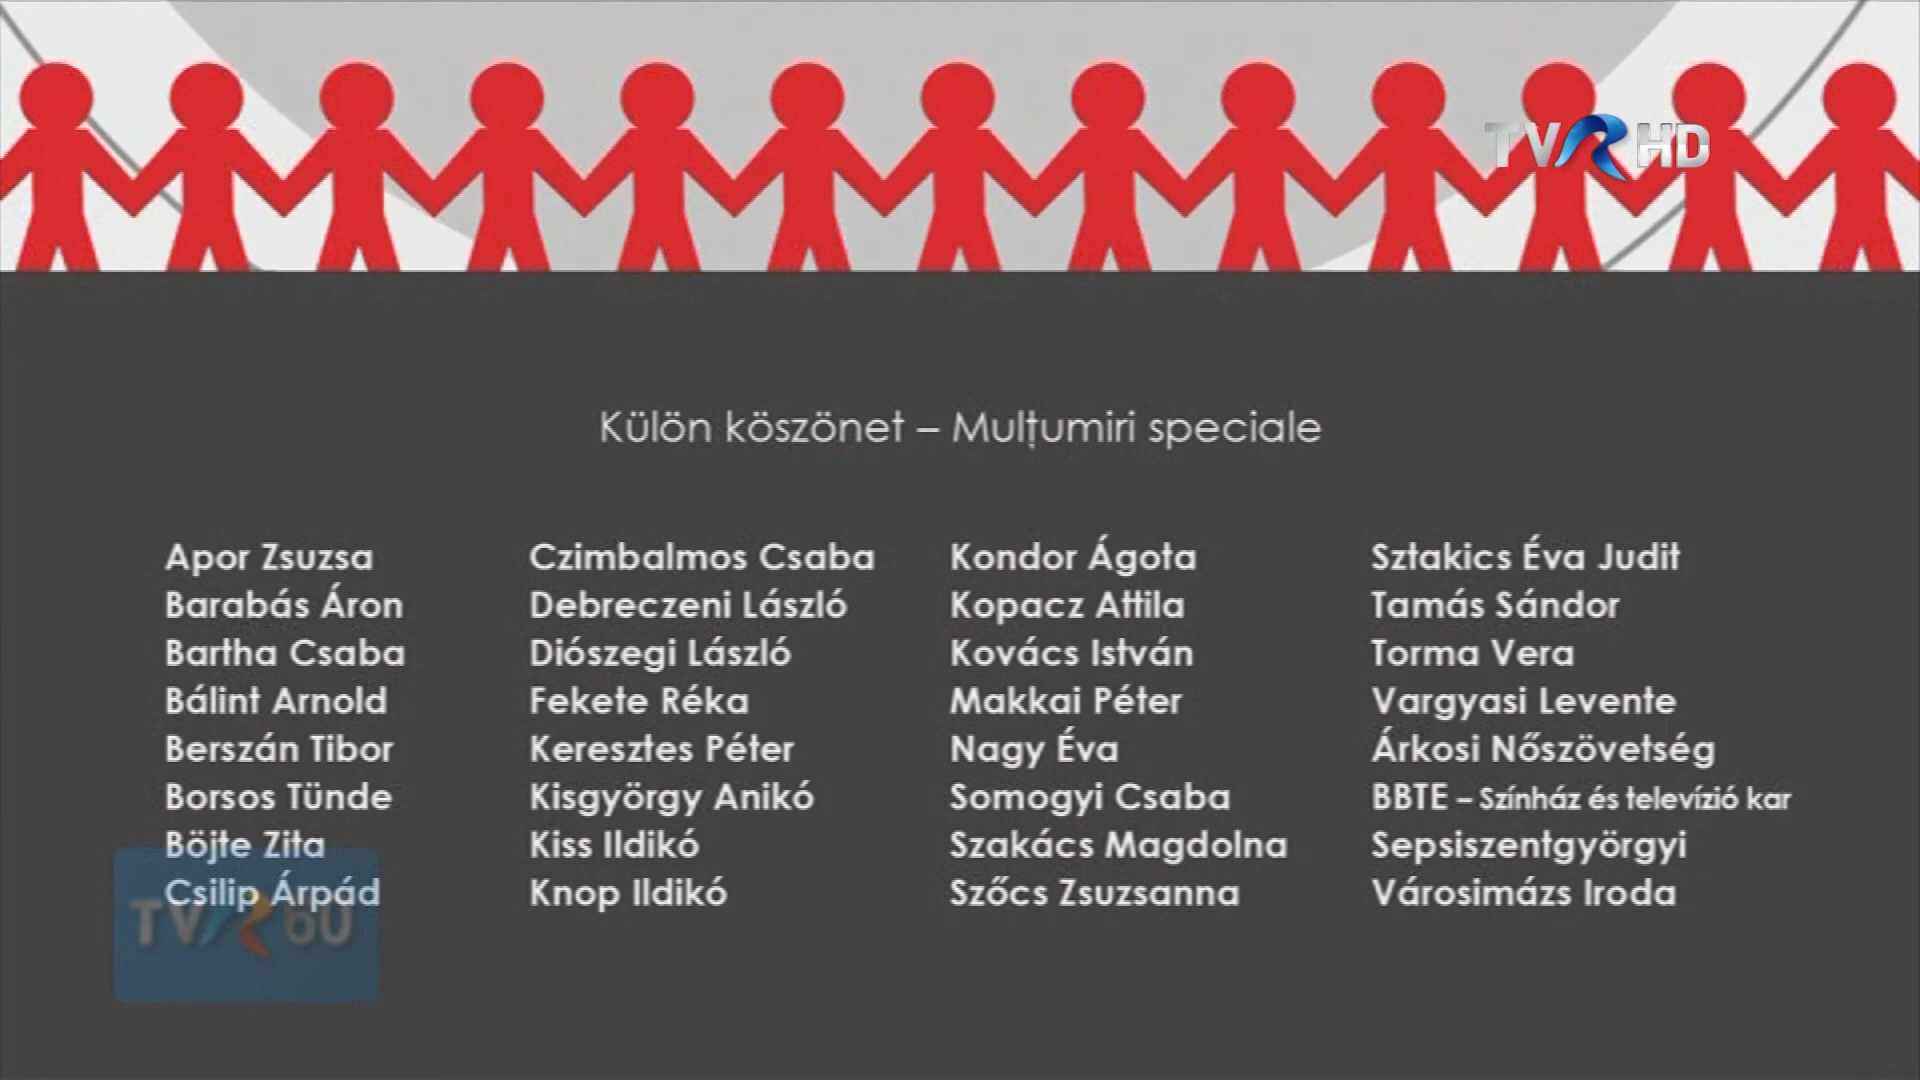 TVR HD
Külön köszönet – Mulțumiri speciale
Apor Zsuzsa
Barabás Áron
Bartha Csaba
Bálint Arnold
Berszán Tibor
Borsos Tünde
Böjte Zita
Csilip Árpád
Czimbalmos Csaba
Debreczeni László
Diószegi László
Fekete Réka
Keresztes Péter
Kisgyörgy Anikó
Kiss Ildikó
Knop Ildikó
Kondor Ágota
Kopacz Attila
Kovács István
Makkai Péter
Nagy Éva
Somogyi Csaba
Szakács Magdolna
Szőcs Zsuzsanna
Sztakics Éva Judit
Tamás Sándor
Torma Vera
Vargyasi Levente
Árkosi Nőszövetség
BBTE – Színház és televízió kar
Sepsiszentgyörgyi
Városimázs Iroda
TVR 60